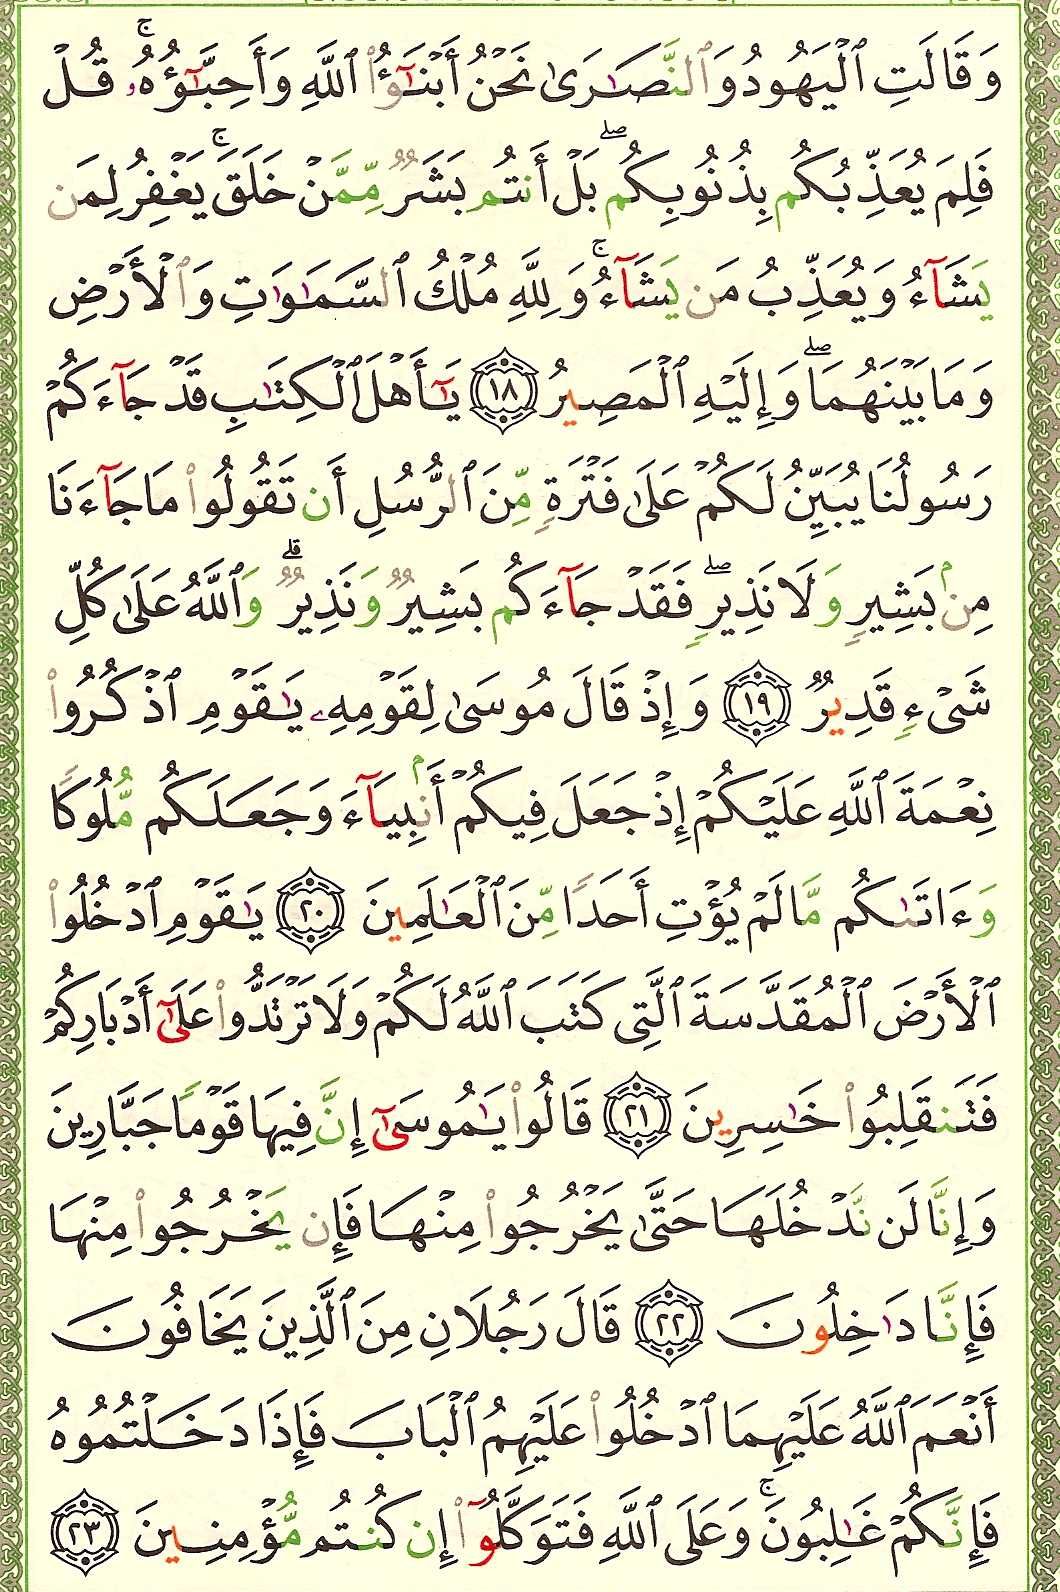 وَقَالَتِ ٱلْيَهُودُ وَٱلنَّصَـٰرَىٰ نَحْنُ أَبْنَـٰٓؤُا۟ ٱللَّهِ وَأَحِبَّـٰٓؤُهُۥ ۚ قُلْ
فَلِمَ يُعَذِّبُكُم بِذُنُوبِكُم ۖ بَلْ أَنتُم بَشَرٌ مِّمَّنْ خَلَقَ ۚ يَغْفِرُ لِمَن
يَشَآءُ وَيُعَذِّبُ مَن يَشَآءُ ۚ وَلِلَّهِ مُلْكُ ٱلسَّمَـٰوَٰتِ وَٱلْأَرْضِ
وَمَا بَيْنَهُمَا ۖ وَإِلَيْهِ ٱلْمَصِيرُ ١٨ يَـٰٓأَهْلَ ٱلْكِتَـٰبِ قَدْ جَآءَكُمْ
رَسُولُنَا يُبَيِّنُ لَكُمْ عَلَىٰ فَتْرَةٍ مِّنَ ٱلرُّسُلِ أَن تَقُولُوا۟ مَا جَآءَنَا
مِنۢ بَشِيرٍ وَلَا نَذِيرٍ ۖ فَقَدْ جَآءَكُم بَشِيرٌ وَنَذِيرٌ ۗ وَٱللَّهُ عَلَىٰ كُلِّ
شَىْءٍ قَدِيرٌ ١٩ وَإِذْ قَالَ مُوسَىٰ لِقَوْمِهِۦ يَـٰقَوْمِ ٱذْكُرُوا۟
نِعْمَةَ ٱللَّهِ عَلَيْكُمْ إِذْ جَعَلَ فِيكُمْ أَنۢبِيَآءَ وَجَعَلَكُم مُّلُوكًا
وَءَاتَىٰكُم مَّا لَمْ يُؤْتِ أَحَدًا مِّنَ ٱلْعَـٰلَمِينَ ٢٠ يَـٰقَوْمِ ٱدْخُلُوا۟
ٱلْأَرْضَ ٱلْمُقَدَّسَةَ ٱلَّتِى كَتَبَ ٱللَّهُ لَكُمْ وَلَا تَرْتَدُّوا۟ عَلَىٰٓ أَدْبَارِكُمْ
فَتَنقَلِبُوا۟ خَـٰسِرِينَ ٢١ قَالُوا۟ يَـٰمُوسَىٰٓ إِنَّ فِيهَا قَوْمًا جَبَّارِينَ
وَإِنَّا لَن نَّدْخُلَهَا حَتَّىٰ يَخْرُجُوا۟ مِنْهَا فَإِن يَخْرُجُوا۟ مِنْهَا
فَإِنَّا دَٰخِلُونَ ٢٢ قَالَ رَجُلَانِ مِنَ ٱلَّذِينَ يَخَافُونَ
أَنْعَمَ ٱللَّهُ عَلَيْهِمَا ٱدْخُلُوا۟ عَلَيْهِمُ ٱلْبَابَ فَإِذَا دَخَلْتُمُوهُ
فَإِنَّكُمْ غَـٰلِبُونَ ۚ وَعَلَى ٱللَّهِ فَتَوَكَّلُوٓا۟ إِن كُنتُم مُّؤْمِنِينَ ٢٣